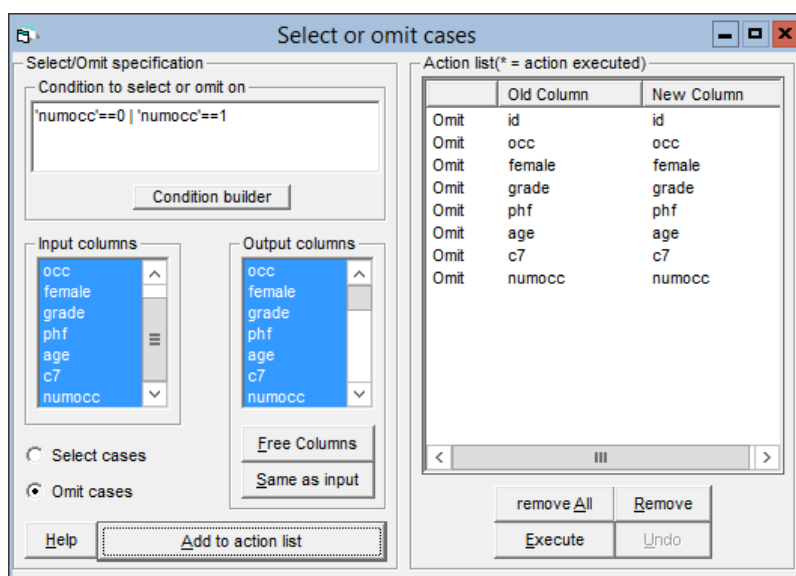 Select or omit cases
Select/Omit specification
Condition to select or omit on
'numocc'==0 | 'numocc'==1
Condition builder
Input columns
occ
female
grade
phf
age
c7
numocc
Output columns
occ
female
grade
phf
age
c7
numocc
Select cases
Omit cases
Free Columns
Same as input
Help
Add to action list
Action list(* = action executed)
Old Column New Column
Omit id id
Omit occ occ
Omit female female
Omit grade grade
Omit phf phf
Omit age age
Omit c7 c7
Omit numocc numocc
remove All
Remove
Execute
Undo